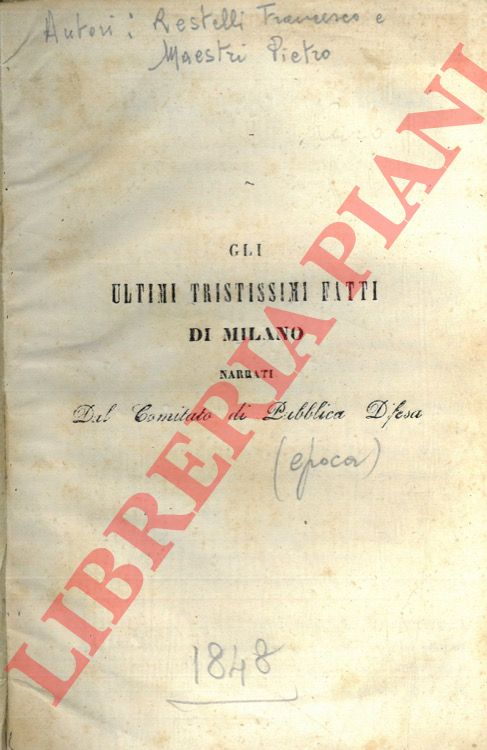 Autori: Restelli Francesco e
Maestri Pietro
GLI
ULTIMI TRISTISSIMI FATTI
DI MILANO
NARRATI
Dal Comitato di Pubblica Difesa
(epoca)
1848
LIBRERIA PIANI